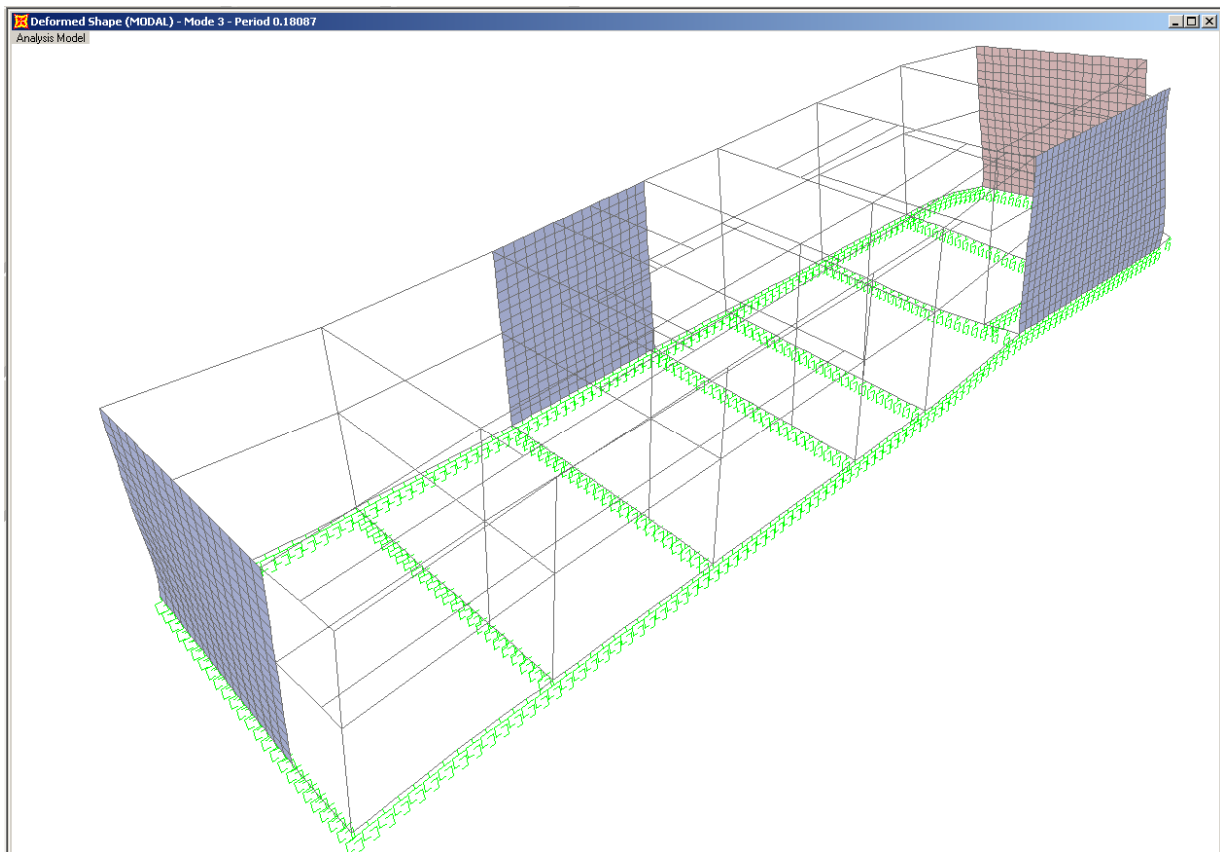 Deformed Shape (MODAL) - Mode 3 - Period 0.18087
Analysis Model